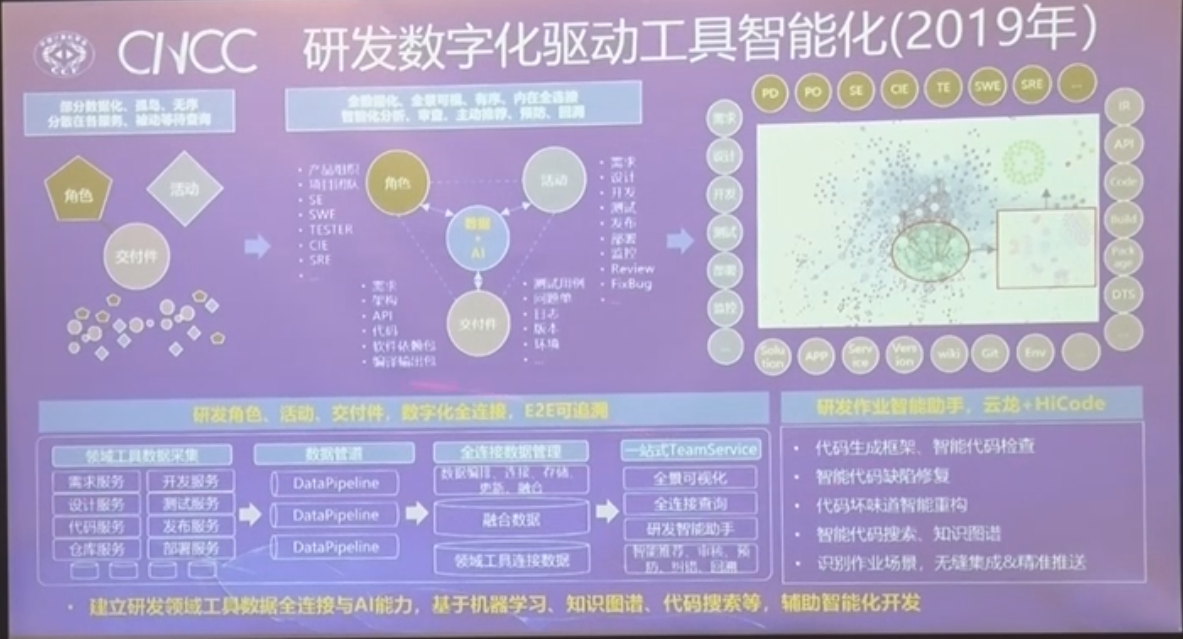 CNCC
研发数字化驱动工具智能化(2019年)
部分数据化、孤岛、无序
分散在各服务、被动等待查询
角色
活动
交付件
全数据化、全景可视、有序、内在全连接
智能化分析、审查、主动推荐、预防、回溯
• 产品组织
• 项目团队
• SE
• SWE
• TESTER
• CIE
• SRE
• ...
角色
活动
数据
+
AI
交付件
• 需求
• 设计
• 开发
• 测试
• 发布
• 部署
• 监控
• Review
• FixBug
• ...
• 需求
• 架构
• API
• 代码
• 软件依赖包
• 编译输出包
• 测试用例
• 问题单
• 日志
• 版本
• 环境
• ...
PD PO SE CIE TE SWE SRE ...
需求
设计
开发
测试
部署
监控
...
IR
API
Code
Build
Pack
age
DTS
...
Solu
tion
APP
Serv
ice
Vers
ion
wiki
Git
Env
...
研发角色、活动、交付件，数字化全连接，E2E可追溯
领域工具数据采集
需求服务 开发服务
设计服务 测试服务
代码服务 发布服务
仓库服务 部署服务
数据管道
DataPipeline
DataPipeline
DataPipeline
全连接数据管理
数据编排、连接、存储、
更新、融合
融合数据
领域工具连接数据
一站式TeamService
全景可视化
全连接查询
研发智能助手
智能推荐、审核、预
防、纠错、回溯
研发作业智能助手，云龙+HiCode
• 代码生成框架、智能代码检查
• 智能代码缺陷修复
• 代码坏味道智能重构
• 智能代码搜索、知识图谱
• 识别作业场景，无缝集成&精准推送
• 建立研发领域工具数据全连接与AI能力，基于机器学习、知识图谱、代码搜索等，辅助智能化开发